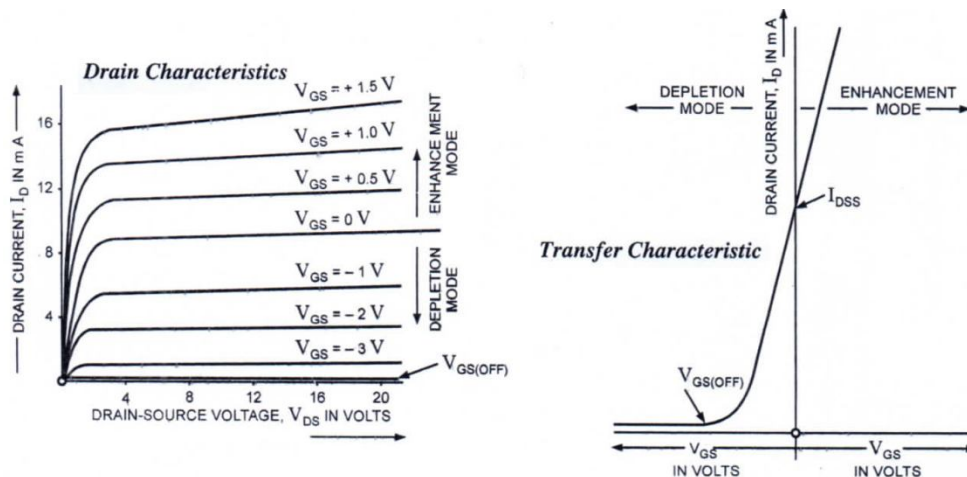 Drain Characteristics
V_GS = + 1.5 V
V_GS = + 1.0 V
V_GS = + 0.5 V
V_GS = 0 V
V_GS = – 1 V
V_GS = – 2 V
V_GS = – 3 V
V_GS(OFF)
ENHANCE MENT
MODE
DEPLETION
MODE
DRAIN CURRENT, I_D IN m A
16
12
8
4
4 8 12 16 20
DRAIN-SOURCE VOLTAGE, V_DS IN VOLTS
DRAIN CURRENT, I_D IN m A
DEPLETION
MODE
ENHANCEMENT
MODE
I_DSS
Transfer Characteristic
V_GS(OFF)
V_GS
IN VOLTS
V_GS
IN VOLTS